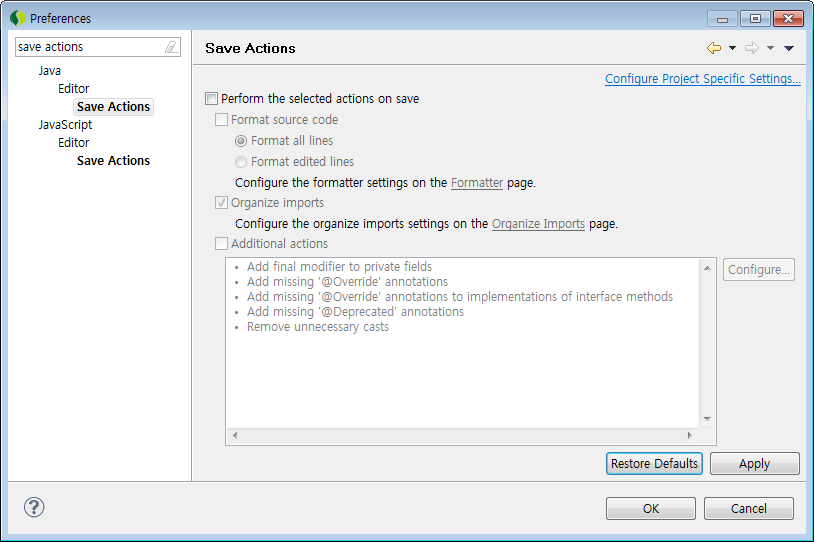 Preferences
save actions
Java
Editor
Save Actions
JavaScript
Editor
Save Actions
Save Actions
Configure Project Specific Settings...
Perform the selected actions on save
Format source code
Format all lines
Format edited lines
Configure the formatter settings on the Formatter page.
Organize imports
Configure the organize imports settings on the Organize Imports page.
Additional actions
• Add final modifier to private fields
• Add missing '@Override' annotations
• Add missing '@Override' annotations to implementations of interface methods
• Add missing '@Deprecated' annotations
• Remove unnecessary casts
Configure...
Restore Defaults
Apply
?
OK
Cancel